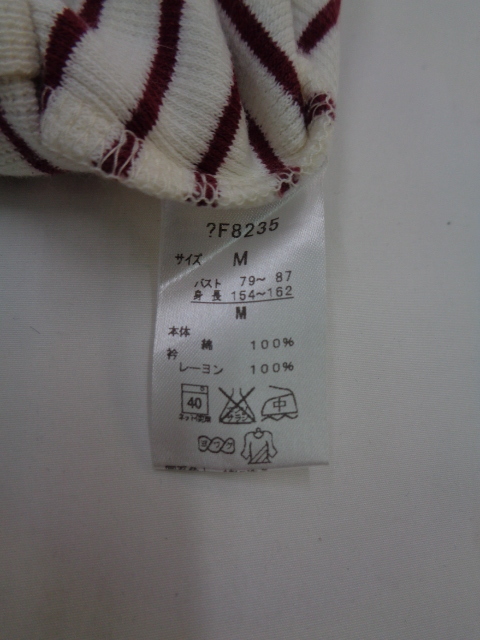 ?F8235
サイズ M
バスト 79~ 87
身長 154~162
M
本体
綿 100%
衿
レーヨン 100%
40 中